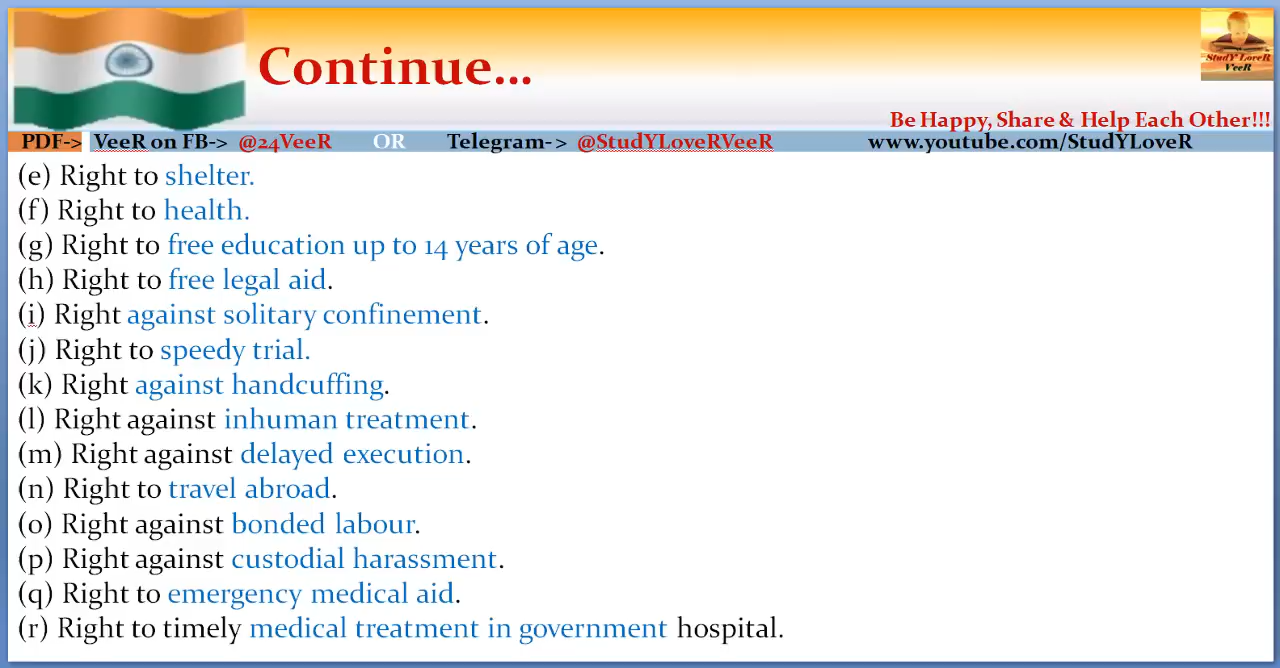 Continue...
StudY LoveR
VeeR
Be Happy, Share & Help Each Other!!!
PDF-> VeeR on FB-> @24VeeR OR Telegram-> @StudYLoveRVeeR www.youtube.com/StudYLoveR
(e) Right to shelter.
(f) Right to health.
(g) Right to free education up to 14 years of age.
(h) Right to free legal aid.
(i) Right against solitary confinement.
(j) Right to speedy trial.
(k) Right against handcuffing.
(l) Right against inhuman treatment.
(m) Right against delayed execution.
(n) Right to travel abroad.
(o) Right against bonded labour.
(p) Right against custodial harassment.
(q) Right to emergency medical aid.
(r) Right to timely medical treatment in government hospital.